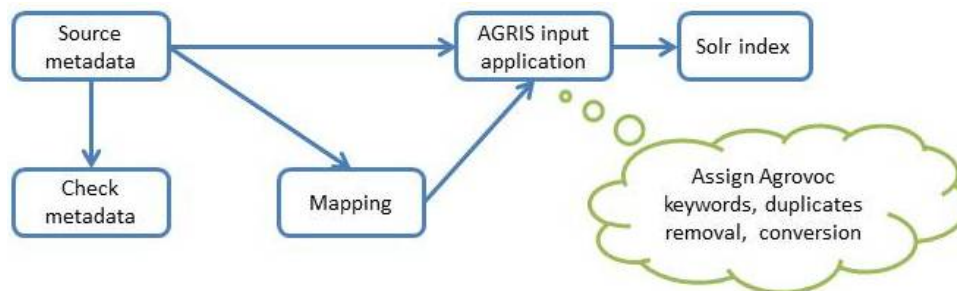 Source
metadata
AGRIS input
application
Solr index
Check
metadata
Mapping
Assign Agrovoc
keywords, duplicates
removal, conversion